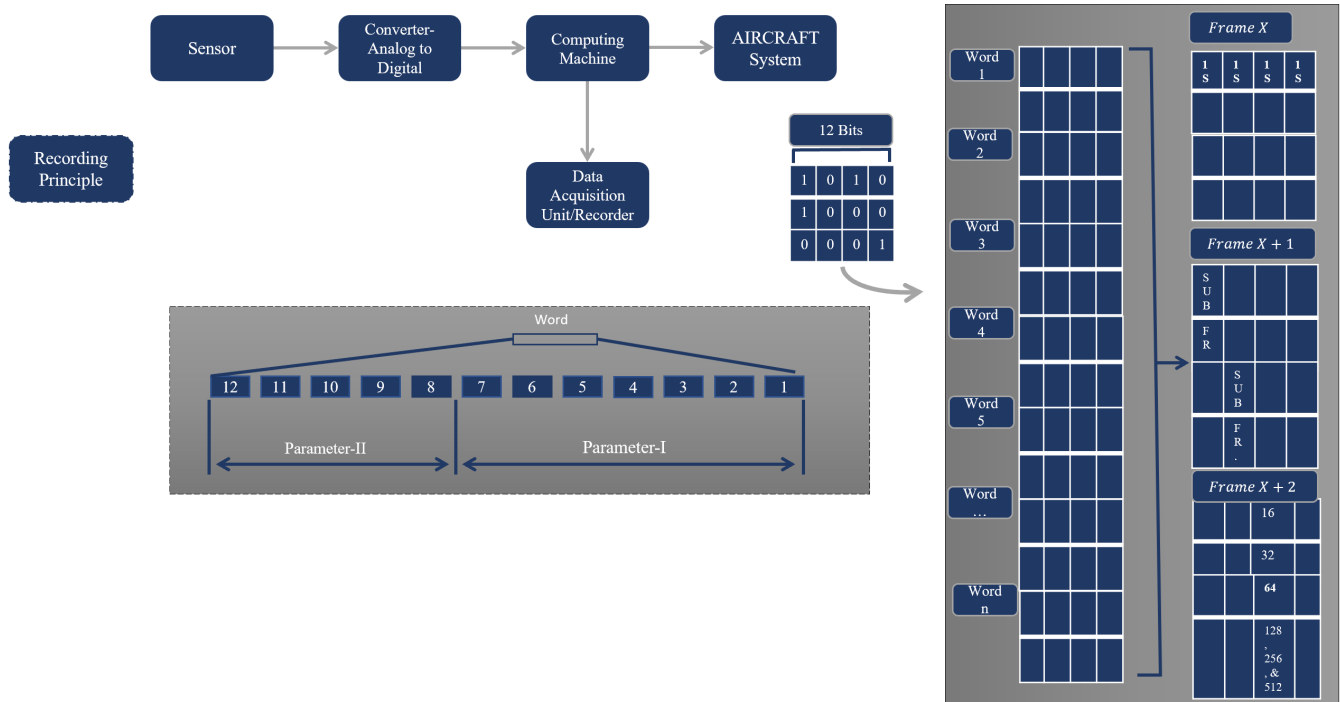 Sensor
Converter-
Analog to
Digital
Computing
Machine
AIRCRAFT
System
Recording
Principle
Data
Acquisition
Unit/Recorder
12 Bits
1 0 1 0
1 0 0 0
0 0 0 1
Word
12 11 10 9 8 7 6 5 4 3 2 1
Parameter-II
Parameter-I
Word
1
Word
2
Word
3
Word
4
Word
5
Word
...
Word
n
Frame X
1 1 1 1
S S S S
Frame X + 1
S
U
B
F
R
S
U
B
F
R
.
Frame X + 2
16
32
64
128
,
256
, &
512